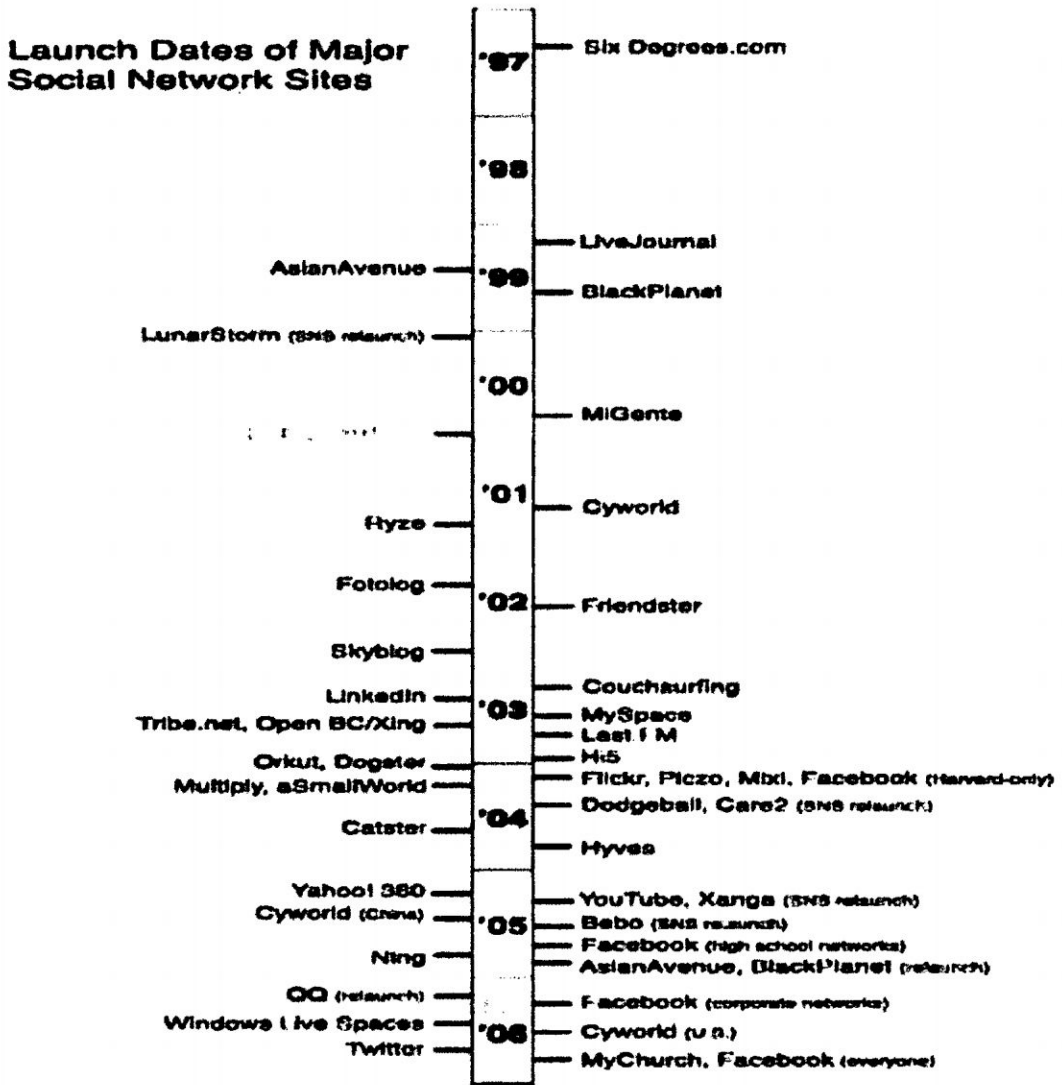 Launch Dates of Major
Social Network Sites
'97
Six Degrees.com
'98
LiveJournal
AsianAvenue
'99
BlackPlanet
LunarStorm (SNS relaunch)
'00
MiGente
'01
Cyworld
Ryze
Fotolog
'02
Friendster
Skyblog
Couchsurfing
LinkedIn
'03
MySpace
Tribe.net, Open BC/Xing
Last.FM
Hi5
Orkut, Dogster
Flickr, Piczo, Mixi, Facebook (Harvard-only)
Multiply, aSmallWorld
Dodgeball, Care2 (SNS relaunch)
'04
Catster
Hyves
Yahoo! 360
YouTube, Xanga (SNS relaunch)
Cyworld (China)
'05
Bebo (SNS relaunch)
Facebook (high school networks)
Ning
AsianAvenue, BlackPlanet (relaunch)
QQ (relaunch)
Facebook (corporate networks)
Windows Live Spaces
'06
Cyworld (U.S.)
Twitter
MyChurch, Facebook (everyone)